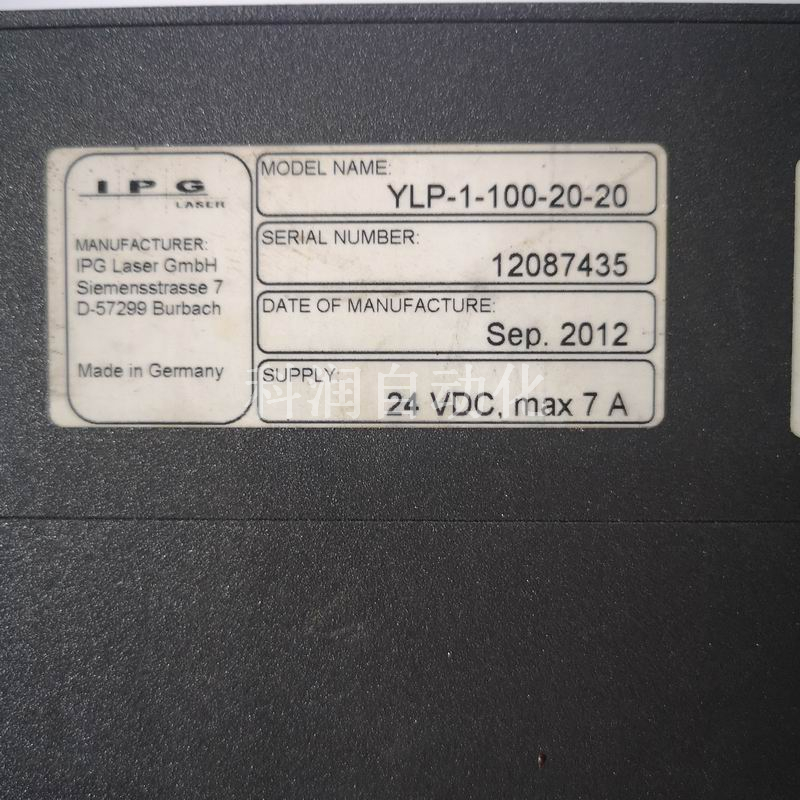 IPG
LASER
MANUFACTURER:
IPG Laser GmbH
Siemensstrasse 7
D-57299 Burbach
Made in Germany
MODEL NAME:
YLP-1-100-20-20
SERIAL NUMBER:
12087435
DATE OF MANUFACTURE:
Sep. 2012
SUPPLY:
24 VDC, max 7 A
科润自动化